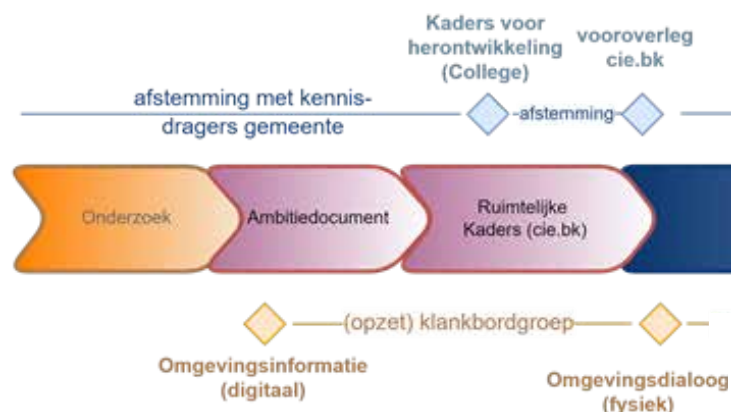 Kaders voor
herontwikkeling
(College)
vooroverleg
cie.bk
afstemming met kennis-
dragers gemeente
afstemming
Onderzoek
Ambitiedocument
Ruimtelijke
Kaders (cie.bk)
(opzet) klankbordgroep
Omgevingsinformatie
(digitaal)
Omgevingsdialoog
(fysiek)